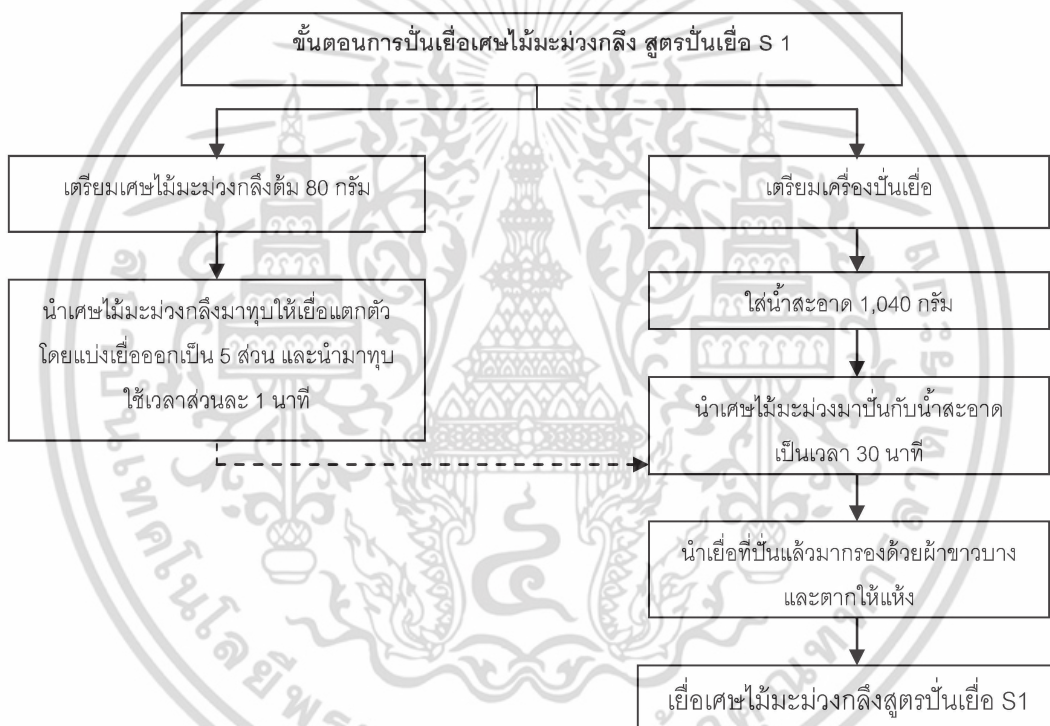 ขั้นตอนการปั่นเยื่อเศษไม้มะม่วงกลึง สูตรปั่นเยื่อ S 1
เตรียมเศษไม้มะม่วงกลึงต้ม 80 กรัม
นำเศษไม้มะม่วงกลึงมาทุบให้เยื่อแตกตัว
โดยแบ่งเยื่อออกเป็น 5 ส่วน และนำมาทุบ
ใช้เวลาส่วนละ 1 นาที
เตรียมเครื่องปั่นเยื่อ
ใส่น้ำสะอาด 1,040 กรัม
นำเศษไม้มะม่วงมาปั่นกับน้ำสะอาด
เป็นเวลา 30 นาที
นำเยื่อที่ปั่นแล้วมากรองด้วยผ้าขาวบาง
และตากให้แห้ง
เยื่อเศษไม้มะม่วงกลึงสูตรปั่นเยื่อ S1